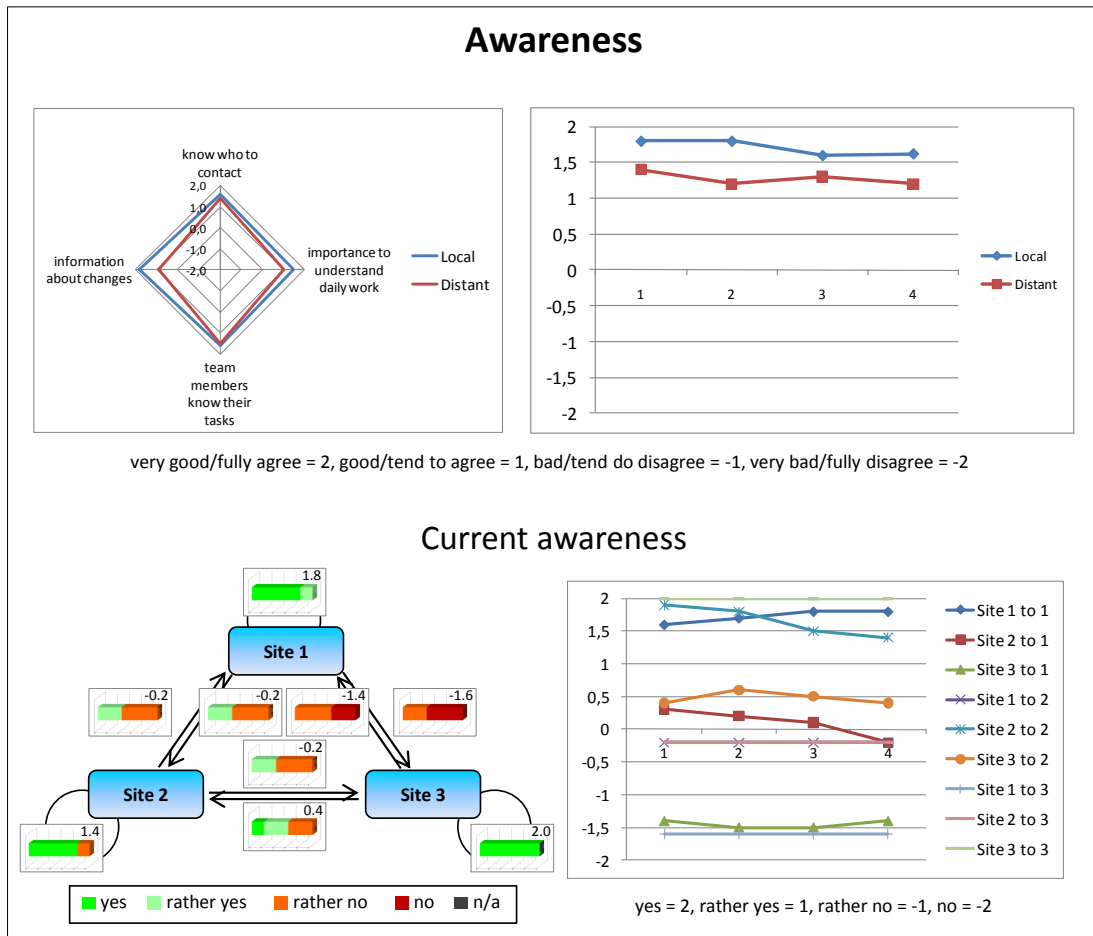 Awareness
know who to
contact
2,0
1,0
0,0
-1,0
-2,0
information
about changes
importance to
understand
daily work
team
members
know their
tasks
Local
Distant
2
1,5
1
0,5
0
-0,5
-1
-1,5
-2
1 2 3 4
Local
Distant
very good/fully agree = 2, good/tend to agree = 1, bad/tend do disagree = -1, very bad/fully disagree = -2
Current awareness
1.8
Site 1
-0.2 -0.2 -1.4 -1.6
-0.2
Site 2 Site 3
0.4
1.4 2.0
yes rather yes rather no no n/a
2
1,5
1
0,5
0
-0,5
-1
-1,5
-2
1 2 3 4
Site 1 to 1
Site 2 to 1
Site 3 to 1
Site 1 to 2
Site 2 to 2
Site 3 to 2
Site 1 to 3
Site 2 to 3
Site 3 to 3
yes = 2, rather yes = 1, rather no = -1, no = -2